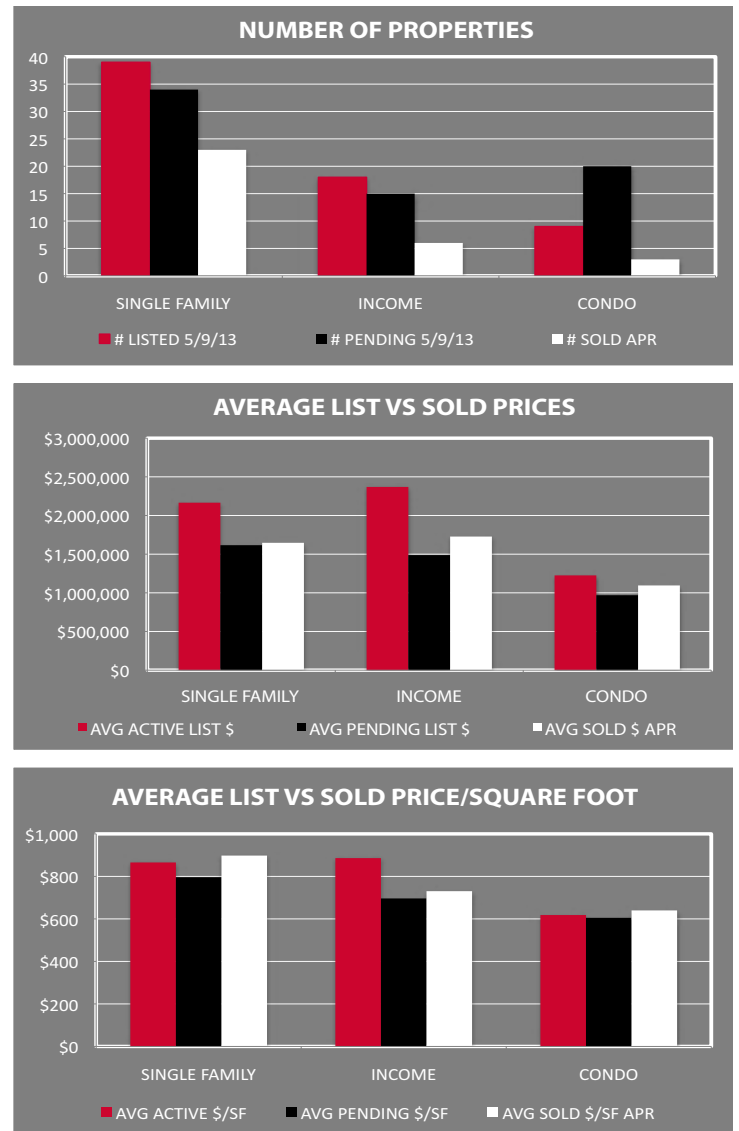 NUMBER OF PROPERTIES
40
35
30
25
20
15
10
5
0
SINGLE FAMILY INCOME CONDO
# LISTED 5/9/13 # PENDING 5/9/13 # SOLD APR
AVERAGE LIST VS SOLD PRICES
$3,000,000
$2,500,000
$2,000,000
$1,500,000
$1,000,000
$500,000
$0
SINGLE FAMILY INCOME CONDO
AVG ACTIVE LIST $ AVG PENDING LIST $ AVG SOLD $ APR
AVERAGE LIST VS SOLD PRICE/SQUARE FOOT
$1,000
$800
$600
$400
$200
$0
SINGLE FAMILY INCOME CONDO
AVG ACTIVE $/SF AVG PENDING $/SF AVG SOLD $/SF APR